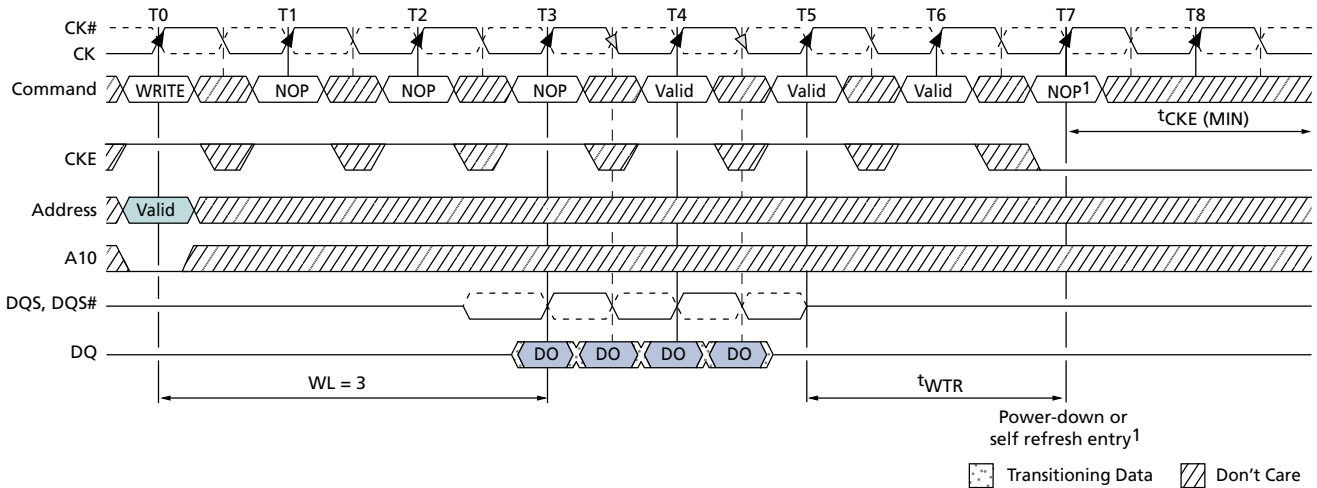 T0 T1 T2 T3 T4 T5 T6 T7 T8
CK#
CK
Command WRITE NOP NOP NOP Valid Valid Valid NOP1
tCKE (MIN)
CKE
Address Valid
A10
DQS, DQS#
DQ DO DO DO DO
WL = 3 tWTR
Power-down or
self refresh entry1
Transitioning Data Don't Care